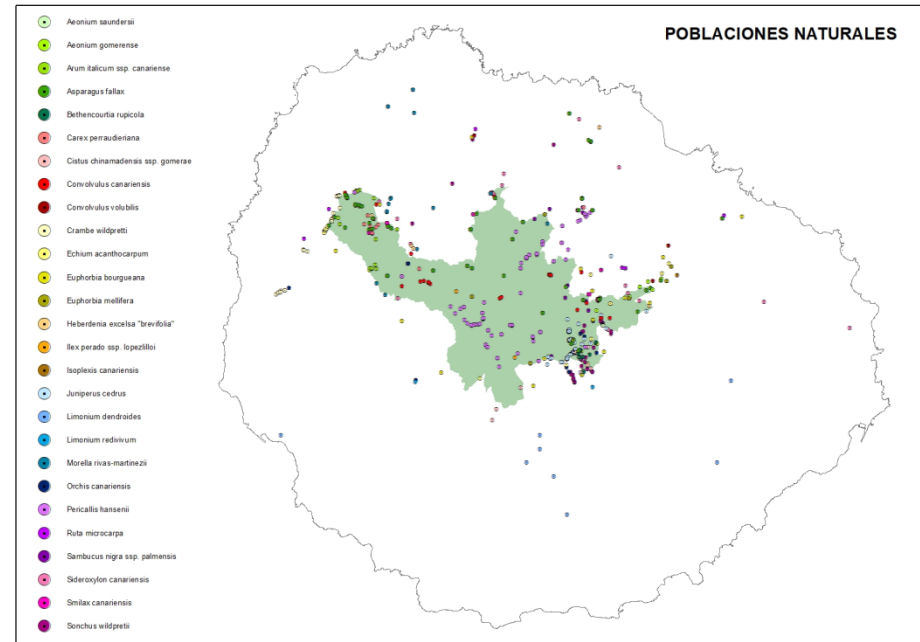 POBLACIONES NATURALES
Aeonium saundersii
Aeonium gomerense
Arum italicum ssp. canariense
Asparagus fallax
Bethencourtia rupicola
Carex perraudieriana
Cistus chinamadensis ssp. gomerae
Convolvulus canariensis
Convolvulus volubilis
Crambe wildpretti
Echium acanthocarpum
Euphorbia bourgueana
Euphorbia mellifera
Heberdenia excelsa "brevifolia"
Ilex perado ssp. lopezlilloi
Isoplexis canariensis
Juniperus cedrus
Limonium dendroides
Limonium redivivum
Morella rivas-martinezii
Orchis canariensis
Pericallis hansenii
Ruta microcarpa
Sambucus nigra ssp. palmensis
Sideroxylon canariensis
Smilax canariensis
Sonchus wildpretii